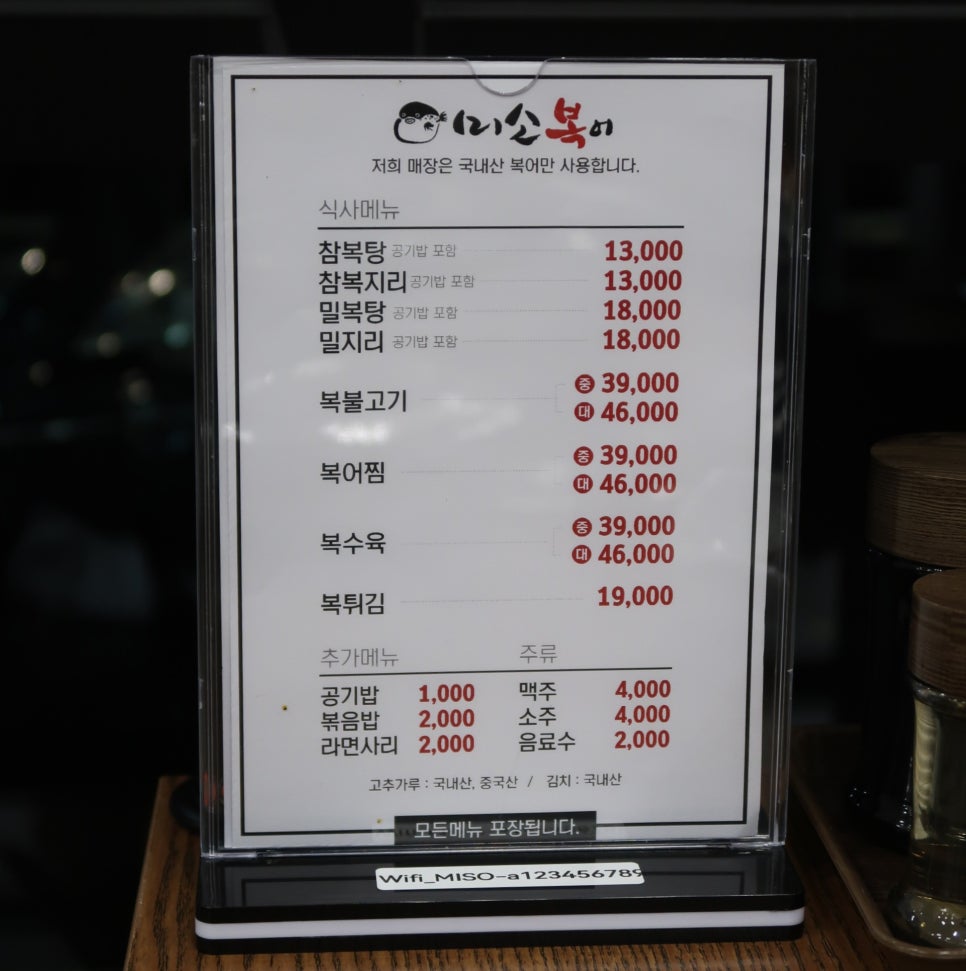 미소복어
저희 매장은 국내산 복어만 사용합니다.
식사메뉴
참복탕 공기밥 포함 13,000
참복지리 공기밥 포함 13,000
밀복탕 공기밥 포함 18,000
밀지리 공기밥 포함 18,000
복불고기 중 39,000
대 46,000
복어찜 중 39,000
대 46,000
복수육 중 39,000
대 46,000
복튀김 19,000
추가메뉴 주류
공기밥 1,000 맥주 4,000
볶음밥 2,000 소주 4,000
라면사리 2,000 음료수 2,000
고추가루 : 국내산, 중국산 / 김치 : 국내산
모든메뉴 포장됩니다.
Wifi_MISO-a123456789